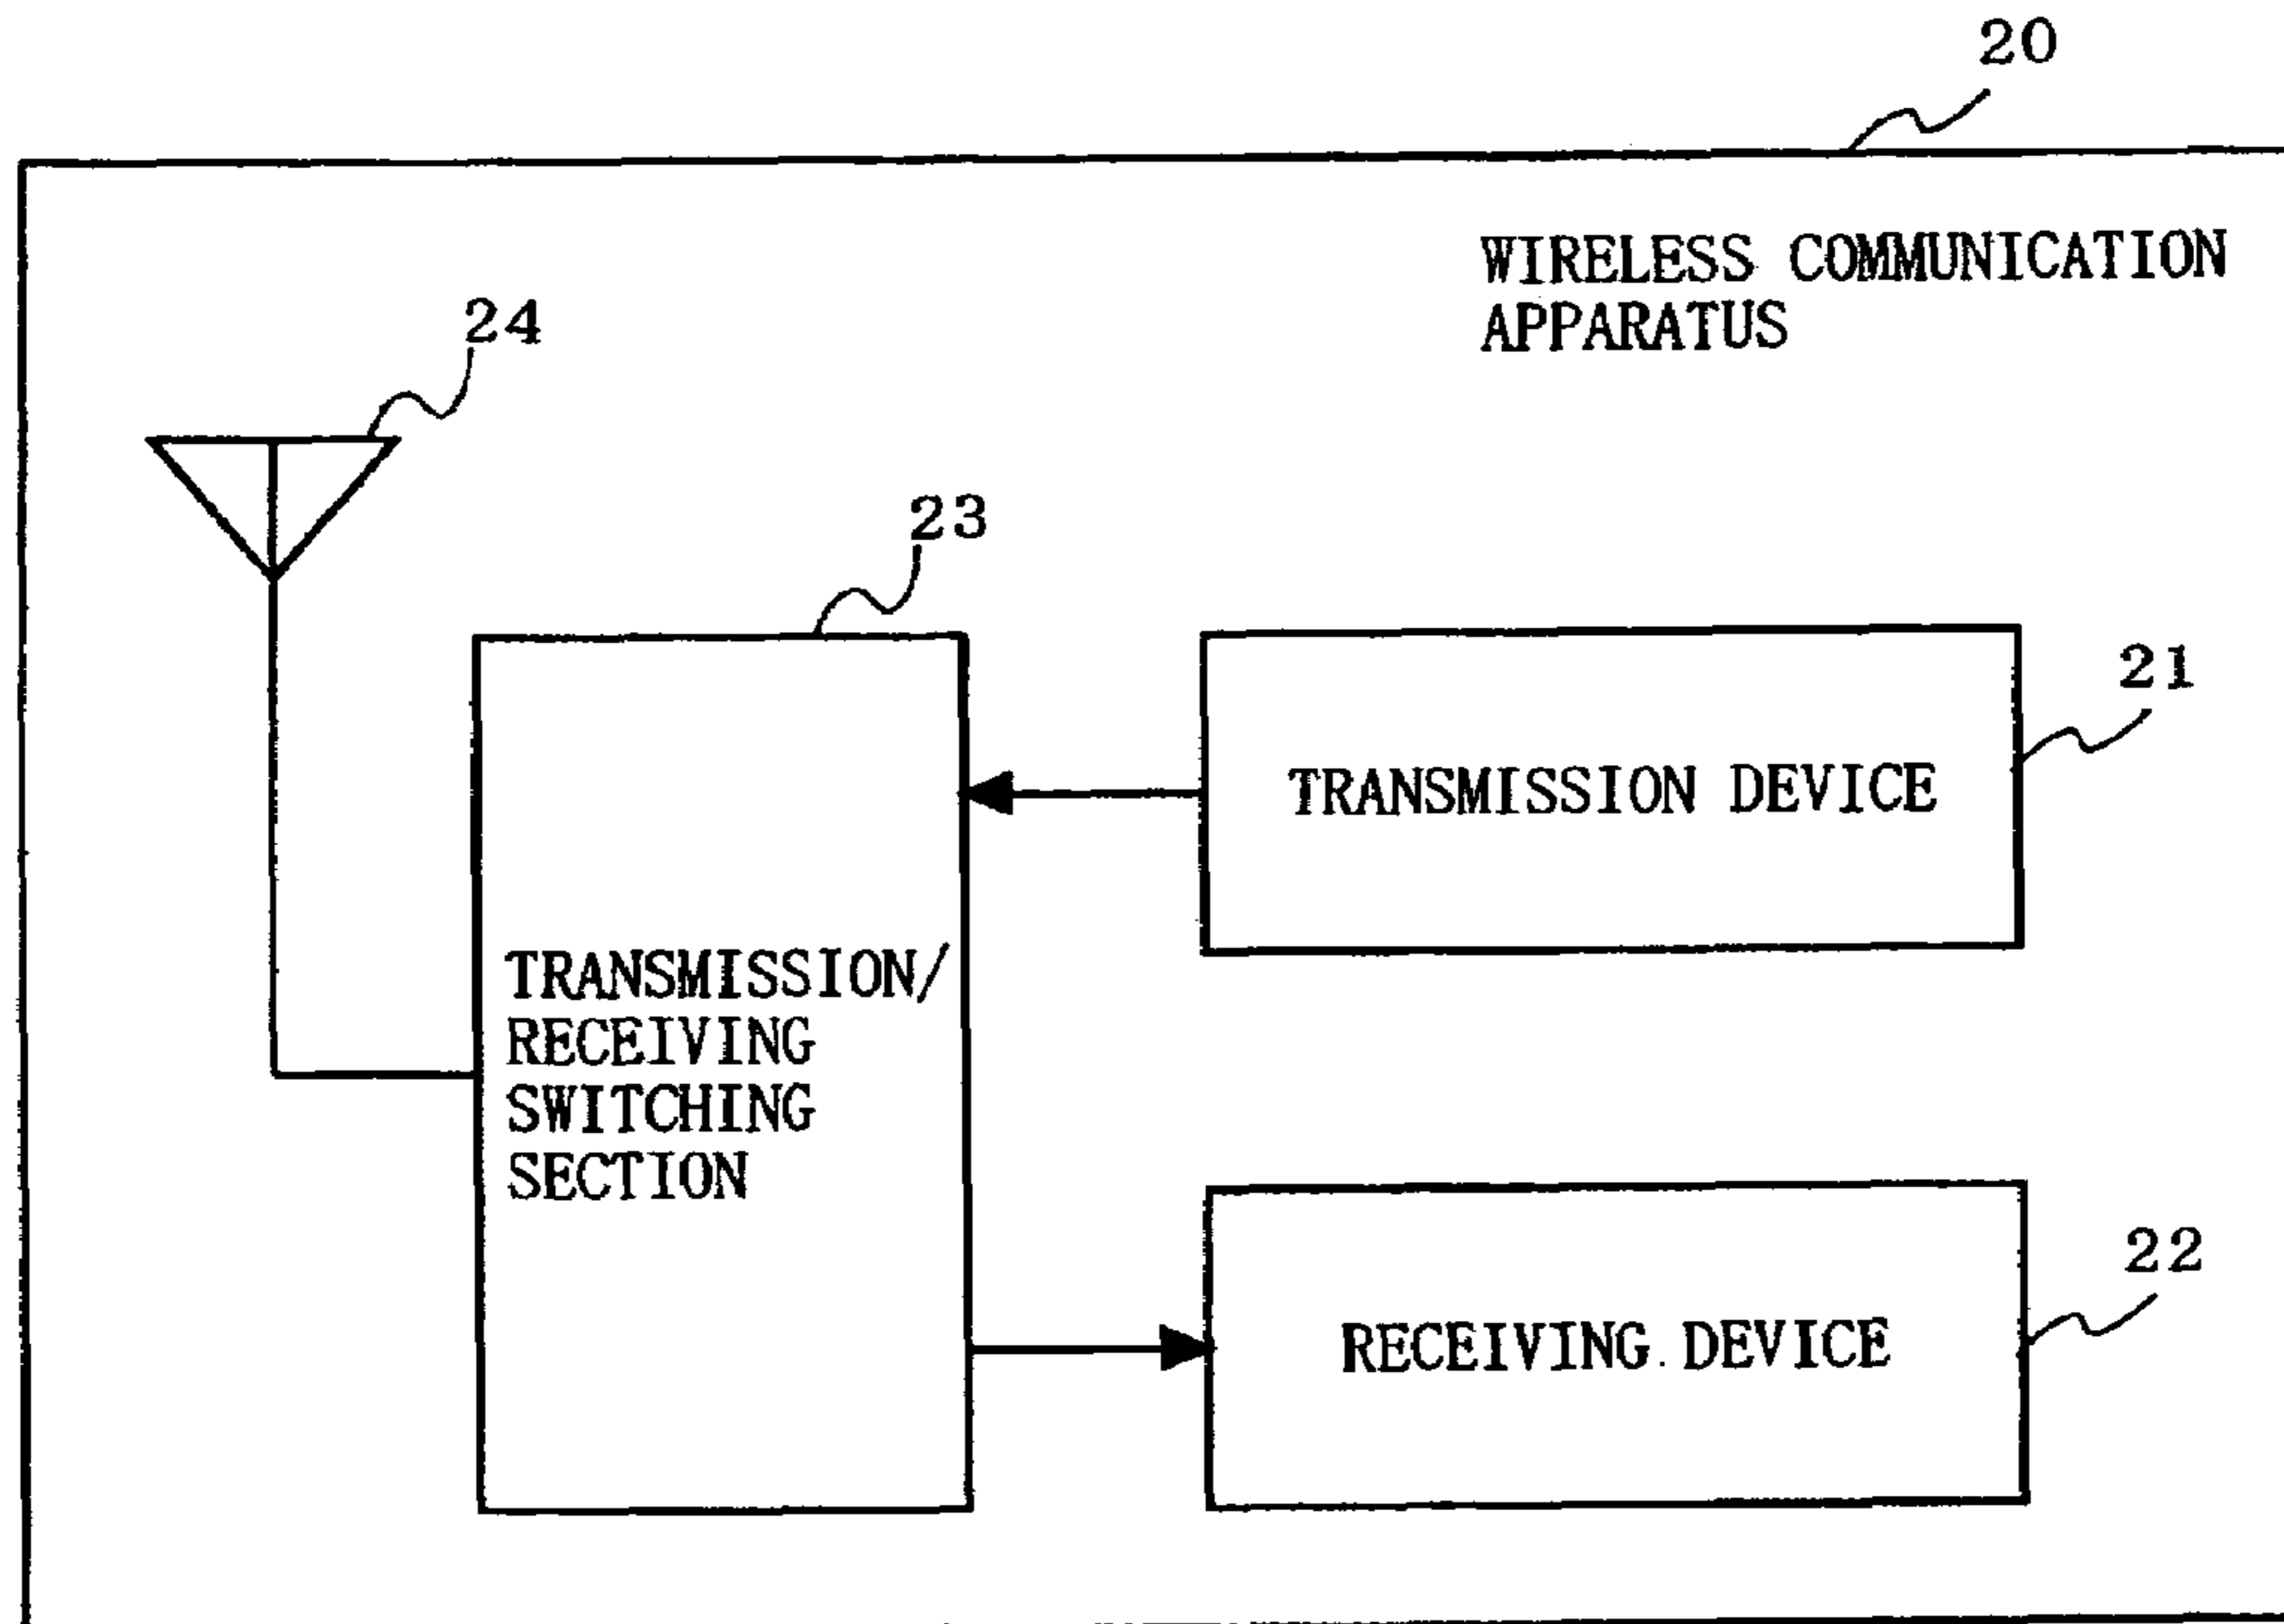 20
WIRELESS COMMUNICATION
APPARATUS
24
23
21
TRANSMISSION DEVICE
TRANSMISSION/
RECEIVING
SWITCHING
SECTION
22
RECEIVING DEVICE